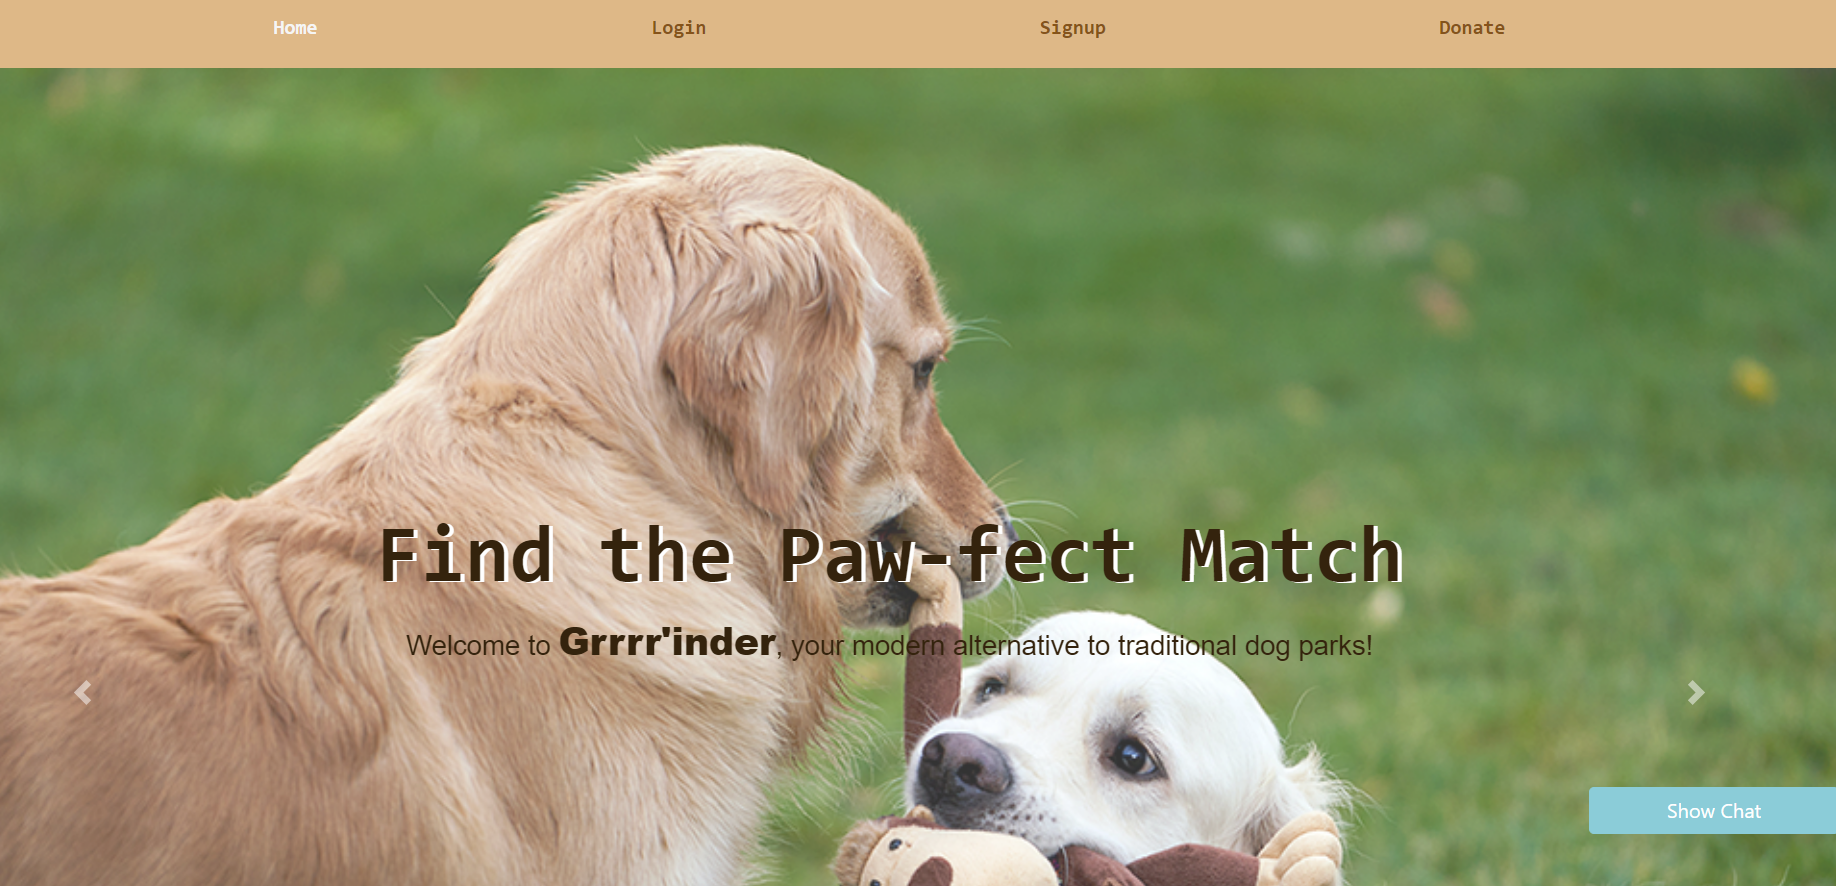 Home Login Signup Donate
Find the Paw-fect Match
Welcome to Grrrr'inder, your modern alternative to traditional dog parks!
Show Chat